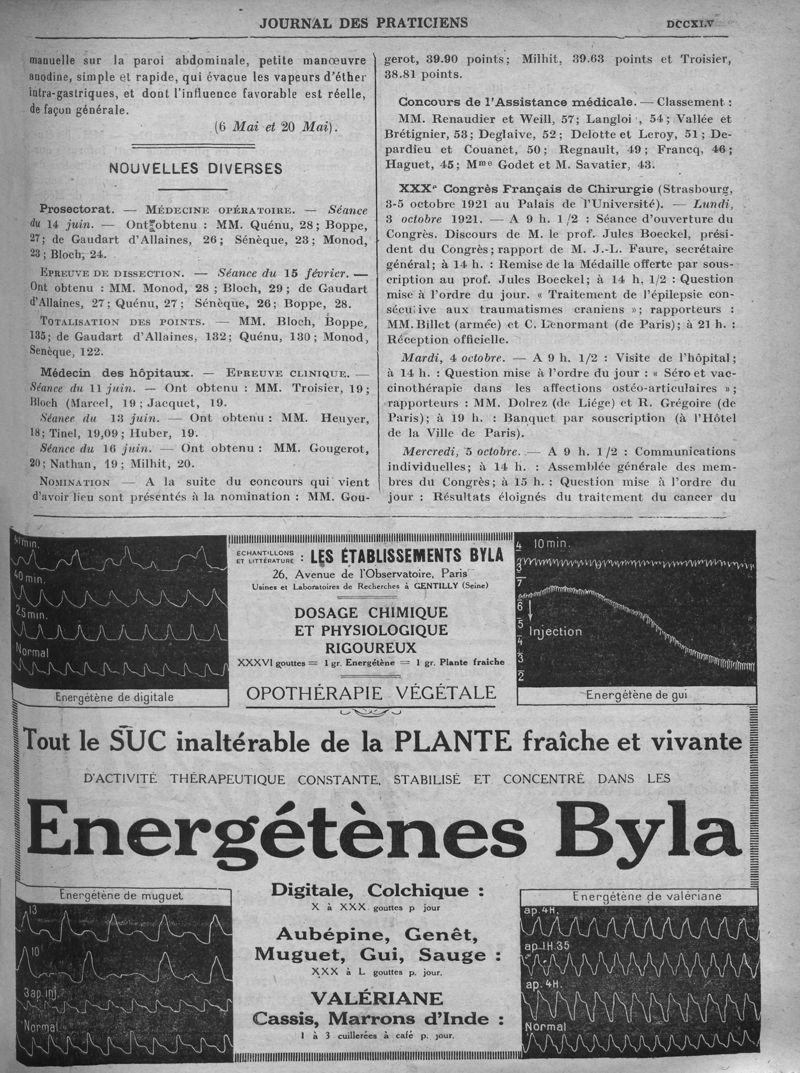 JOURNAL DES PRATICIENS
DCCXLV
manuelle sur la paroi abdominale, petite manœuvre
anodine, simple et rapide, qui évacue les vapeurs d'éther
intra-gastriques, et dont l'influence favorable est réelle,
de façon générale.
(6 Mai et 20 Mai).
NOUVELLES DIVERSES
Prosectorat. — MÉDECINE OPÉRATOIRE. — Séance
du 14 juin. — Ont obtenu : MM. Quénu, 28 ; Boppe,
27; de Gaudart d'Allaines, 26 ; Sénèque, 23 ; Monod,
23 ; Bloch, 24.
EPREUVE DE DISSECTION. — Séance du 15 février. —
Ont obtenu : MM. Monod, 28 ; Bloch, 29 ; de Gaudart
d'Allaines, 27 ; Quénu, 27 ; Sénèque, 26 ; Boppe, 28.
TOTALISATION DES POINTS. — MM. Bloch, Boppe,
135; de Gaudart d'Allaines, 132; Quénu, 130 ; Monod,
Senèque, 122.
Médecin des hôpitaux. — EPREUVE CLINIQUE. —
Séance du 11 juin. — Ont obtenu : MM. Troisier, 19 ;
Bloch (Marcel, 19 ; Jacquet, 19.
Séance du 13 juin. — Ont obtenu : MM. Heuyer,
18; Tinel, 19,09 ; Huber, 19.
Séance du 16 juin. — Ont obtenu : MM. Gougerot,
20; Nathan, 19 ; Milhit, 20.
NOMINATION — A la suite du concours qui vient
d'avoir lieu sont présentés à la nomination : MM. Gou-
gerot, 39.90 points; Milhit, 39.63 points et Troisier,
38.81 points.
Concours de l'Assistance médicale. — Classement :
MM. Renaudier et Weill, 57; Langloi , 54 ; Vallée et
Brétignier, 53 ; Deglaive, 52 ; Delotte et Leroy, 51 ; De-
pardieu et Couanet, 50 ; Regnault, 49 ; Francq, 46 ;
Haguet, 45 ; Mme Godet et M. Savatier, 43.
XXXe Congrès Français de Chirurgie (Strasbourg,
3-5 octobre 1921 au Palais de l'Université). — Lundi,
3 octobre 1921. — A 9 h. 1/2 : Séance d'ouverture du
Congrès. Discours de M. le prof. Jules Boeckel, prési-
dent du Congrès ; rapport de M. J.-L. Faure, secrétaire
général ; à 14 h. : Remise de la Médaille offerte par sous-
cription au prof. Jules Boeckel ; à 14 h, 1/2 : Question
mise à l'ordre du jour. « Traitement de l'épilepsie con-
sécutive aux traumatismes craniens » ; rapporteurs :
MM. Billet (armée) et C. Lenormant (de Paris) ; à 21 h. :
Réception officielle.
Mardi, 4 octobre. — A 9 h. 1/2 : Visite de l'hôpital ;
à 14 h. : Question mise à l'ordre du jour : « Séro et vac-
cinothérapie dans les affections ostéo-articulaires » ;
rapporteurs : MM. Dolrez (de Liége) et R. Grégoire (de
Paris) ; à 19 h. : Banquet par souscription (à l'Hôtel
de la Ville de Paris).
Mercredi, 5 octobre. — A 9 h. 1/2 : Communications
individuelles ; à 14 h. : Assemblée générale des mem-
bres du Congrès ; à 15 h. : Question mise à l'ordre du
jour : Résultats éloignés du traitement du cancer du
min.
40 min.
25 min.
Normal
Energétène de digitale
ÉCHANTILLONS
ET LITTÉRATURE : LES ÉTABLISSEMENTS BYLA
26, Avenue de l'Observatoire, Paris
Usines et Laboratoires de Recherches à GENTILLY (Seine)
DOSAGE CHIMIQUE
ET PHYSIOLOGIQUE
RIGOUREUX
XXXVI gouttes = 1 gr. Energétène = 1 gr. Plante fraîche
OPOTHÉRAPIE VÉGÉTALE
4 10 min.
3
7
6
5 Injection
4
3
2
Energétène de gui
Tout le SUC inaltérable de la PLANTE fraîche et vivante
D'ACTIVITÉ THÉRAPEUTIQUE CONSTANTE, STABILISÉ ET CONCENTRÉ DANS LES
Energétènes Byla
Energétène de muguet
13
10'
3 ap. inj.
Normal
Digitale, Colchique :
X à XXX gouttes p jour
Aubépine, Genêt,
Muguet, Gui, Sauge :
XXX à L gouttes p. jour.
VALÉRIANE
Cassis, Marrons d'Inde :
1 à 3 cuillerées à café p. jour.
Energétène de valériane
ap. 4H.
ap. 1H.35
ap. 4H.
Normal